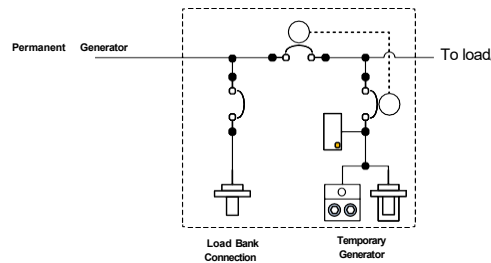 Permanent Generator
To load
Load Bank
Connection
Temporary
Generator